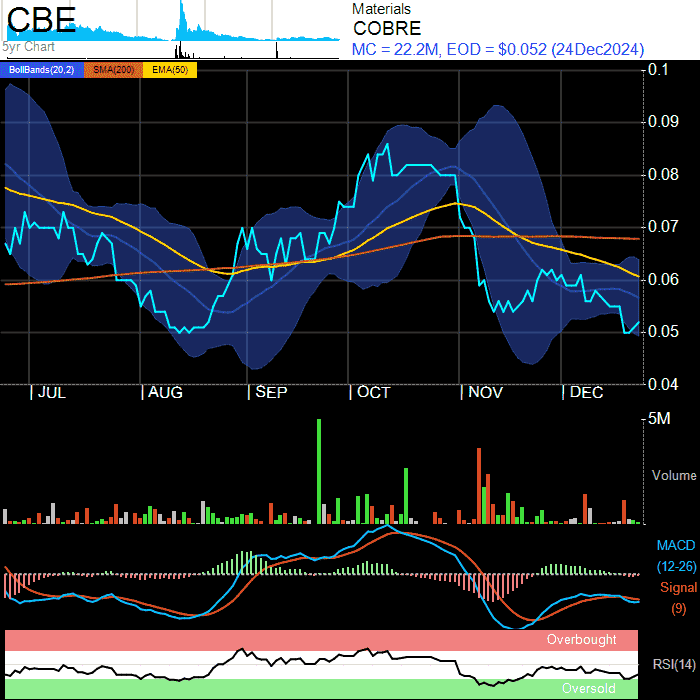 CBE
5yr Chart
Materials
COBRE
MC = 22.2M, EOD = $0.052 (24Dec2024)
BollBands(20,2) SMA(200) EMA(50)
0.1
0.09
0.08
0.07
0.06
0.05
0.04
| JUL | AUG | SEP | OCT | NOV | DEC
5M
Volume
MACD
(12-26)
Signal
(9)
Overbought
RSI(14)
Oversold